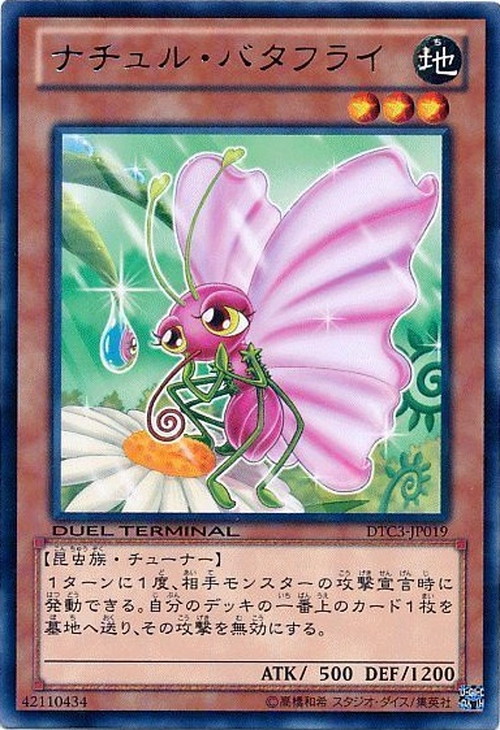 ナチュル・バタフライ
地
DUEL TERMINAL DTC3-JP019
【昆虫族・チューナー】
1ターンに1度、相手モンスターの攻撃宣言時に
発動できる。自分のデッキの一番上のカード1枚を
墓地へ送り、その攻撃を無効にする。
ATK/ 500 DEF/1200
42110434 ©高橋和希 スタジオ・ダイス/集英社